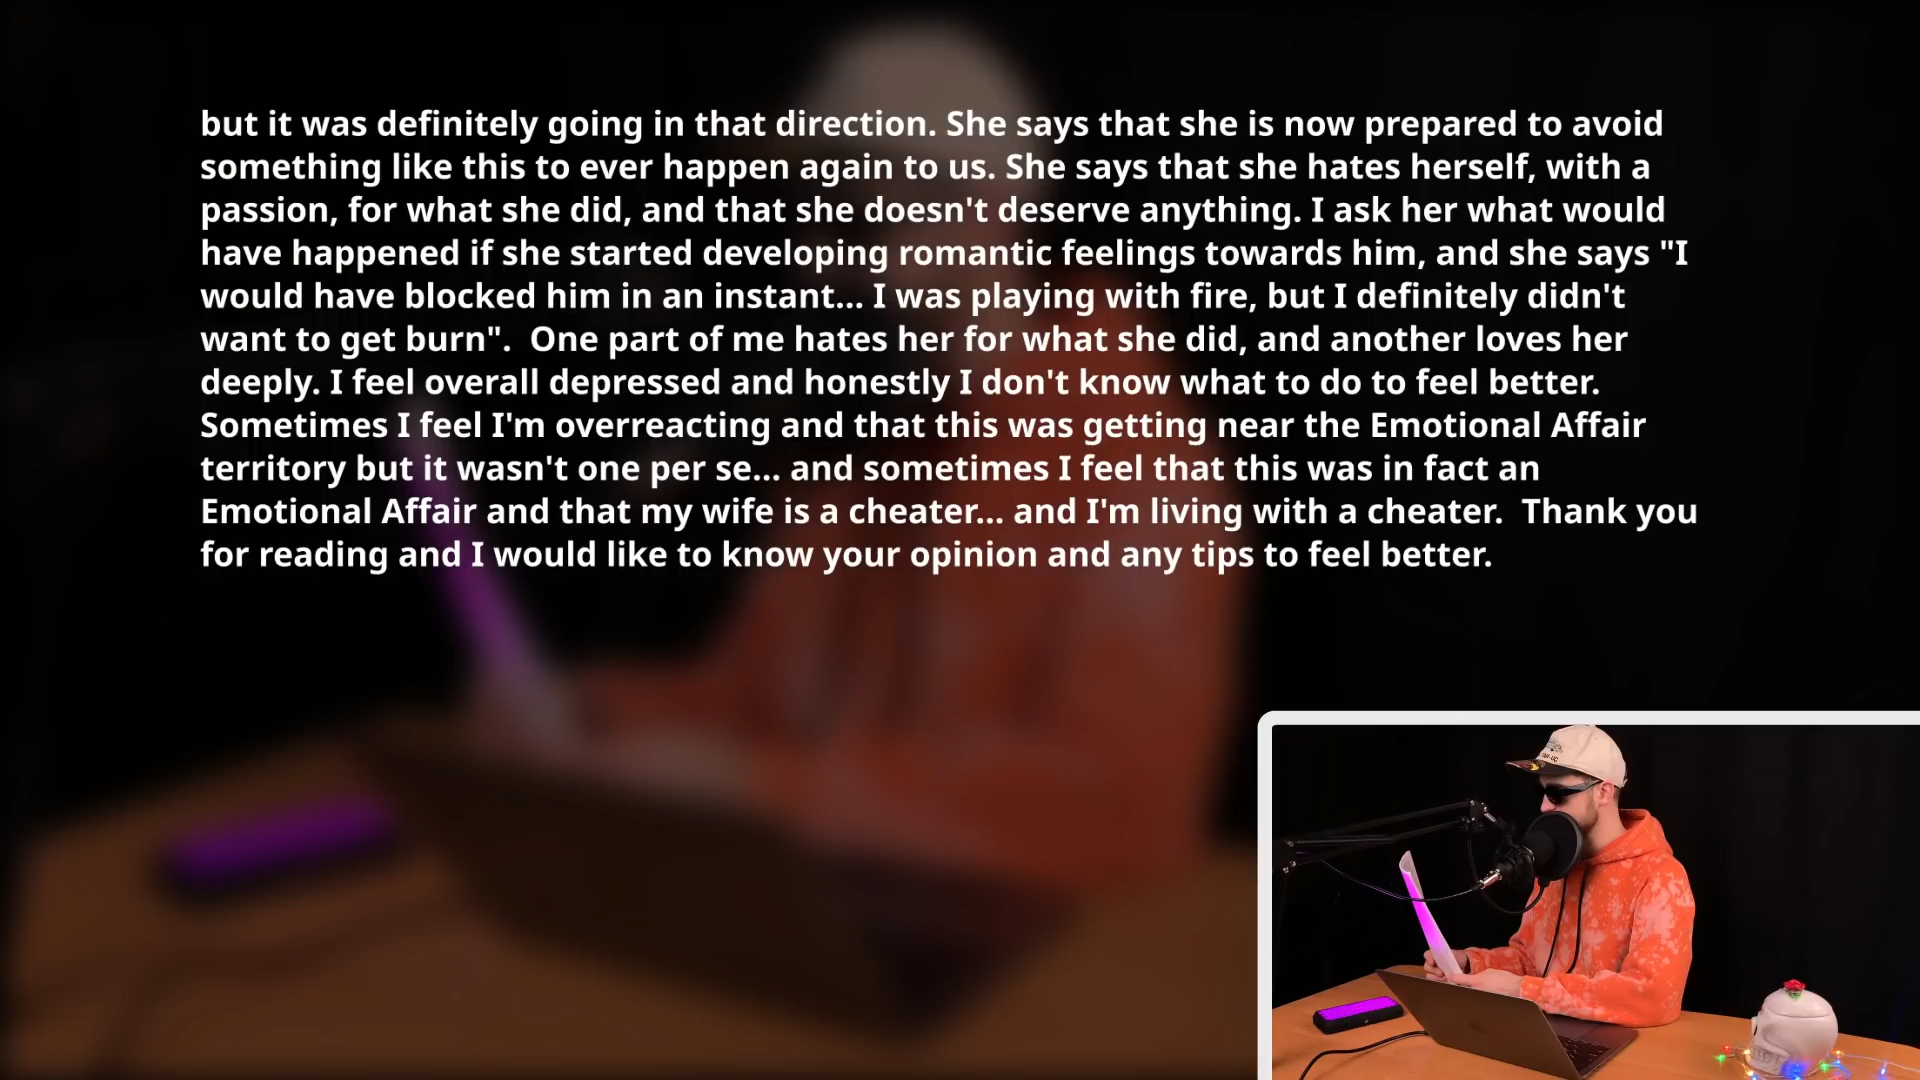 but it was definitely going in that direction. She says that she is now prepared to avoid
something like this to ever happen again to us. She says that she hates herself, with a
passion, for what she did, and that she doesn't deserve anything. I ask her what would
have happened if she started developing romantic feelings towards him, and she says "I
would have blocked him in an instant... I was playing with fire, but I definitely didn't
want to get burn".  One part of me hates her for what she did, and another loves her
deeply. I feel overall depressed and honestly I don't know what to do to feel better.
Sometimes I feel I'm overreacting and that this was getting near the Emotional Affair
territory but it wasn't one per se... and sometimes I feel that this was in fact an
Emotional Affair and that my wife is a cheater... and I'm living with a cheater.  Thank you
for reading and I would like to know your opinion and any tips to feel better.